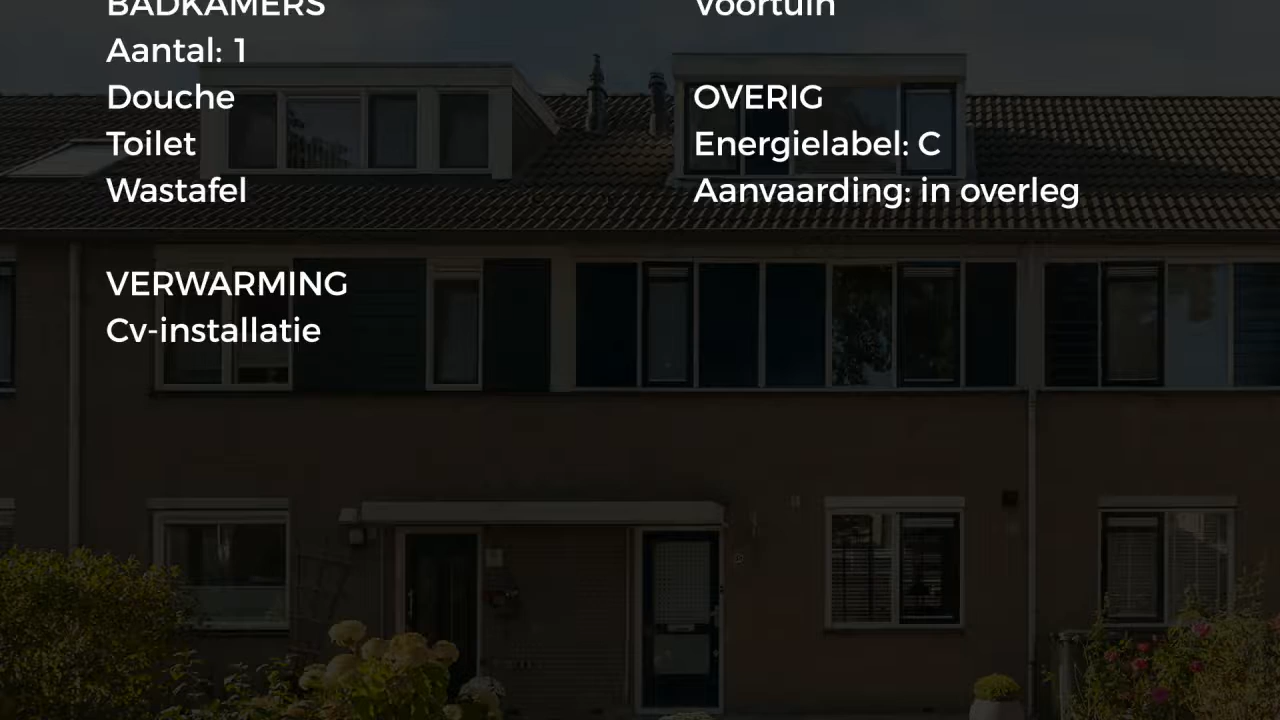 BADKAMERS
Aantal: 1
Douche
Toilet
Wastafel
VERWARMING
Cv-installatie
Voortuin
OVERIG
Energielabel: C
Aanvaarding: in overleg